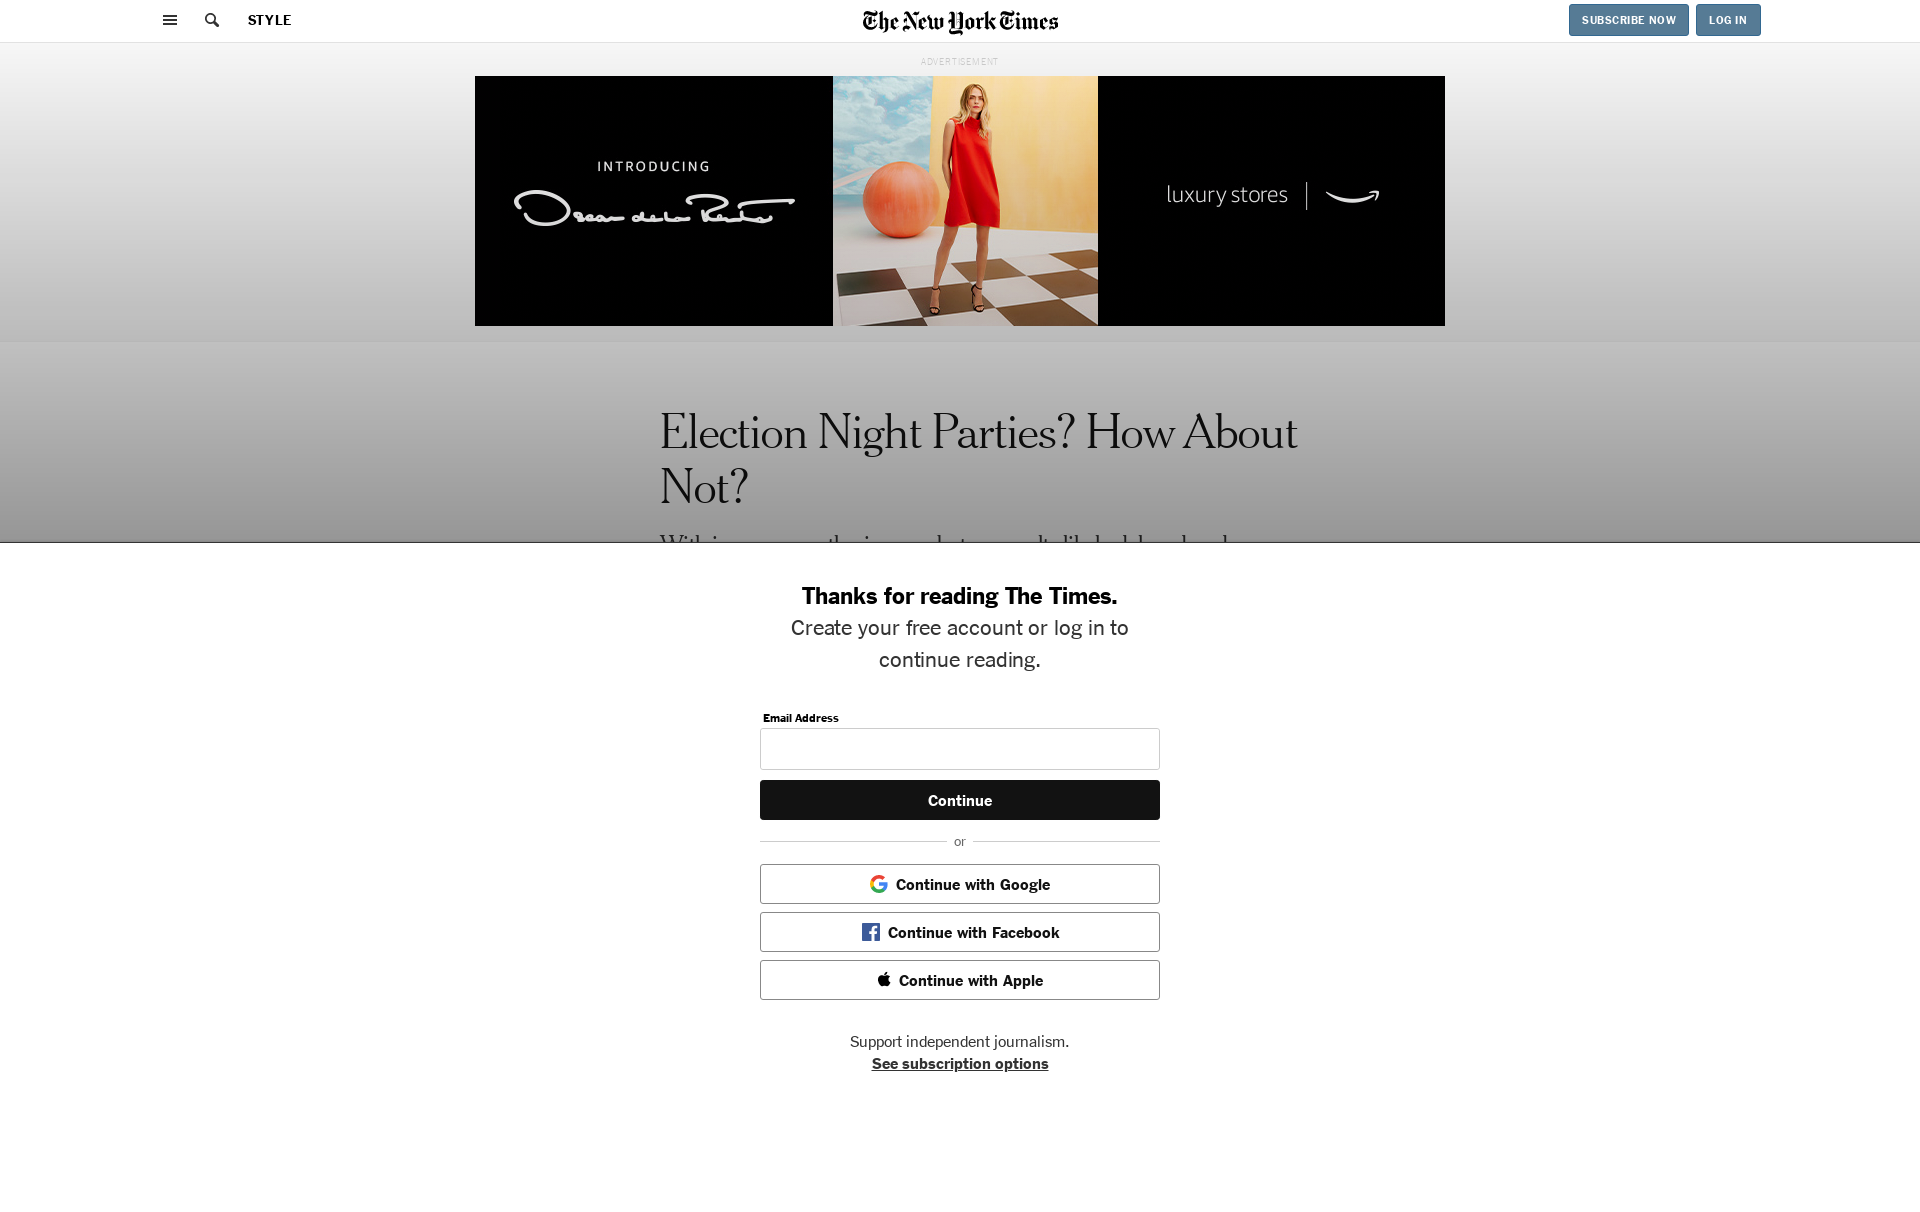 STYLE
The New York Times
SUBSCRIBE NOW
LOG IN
ADVERTISEMENT
INTRODUCING
Oscar de la Renta
luxury stores
Election Night Parties? How About
Not?
Thanks for reading The Times.
Create your free account or log in to
continue reading.
Email Address
Continue
or
Continue with Google
Continue with Facebook
Continue with Apple
Support independent journalism.
See subscription options